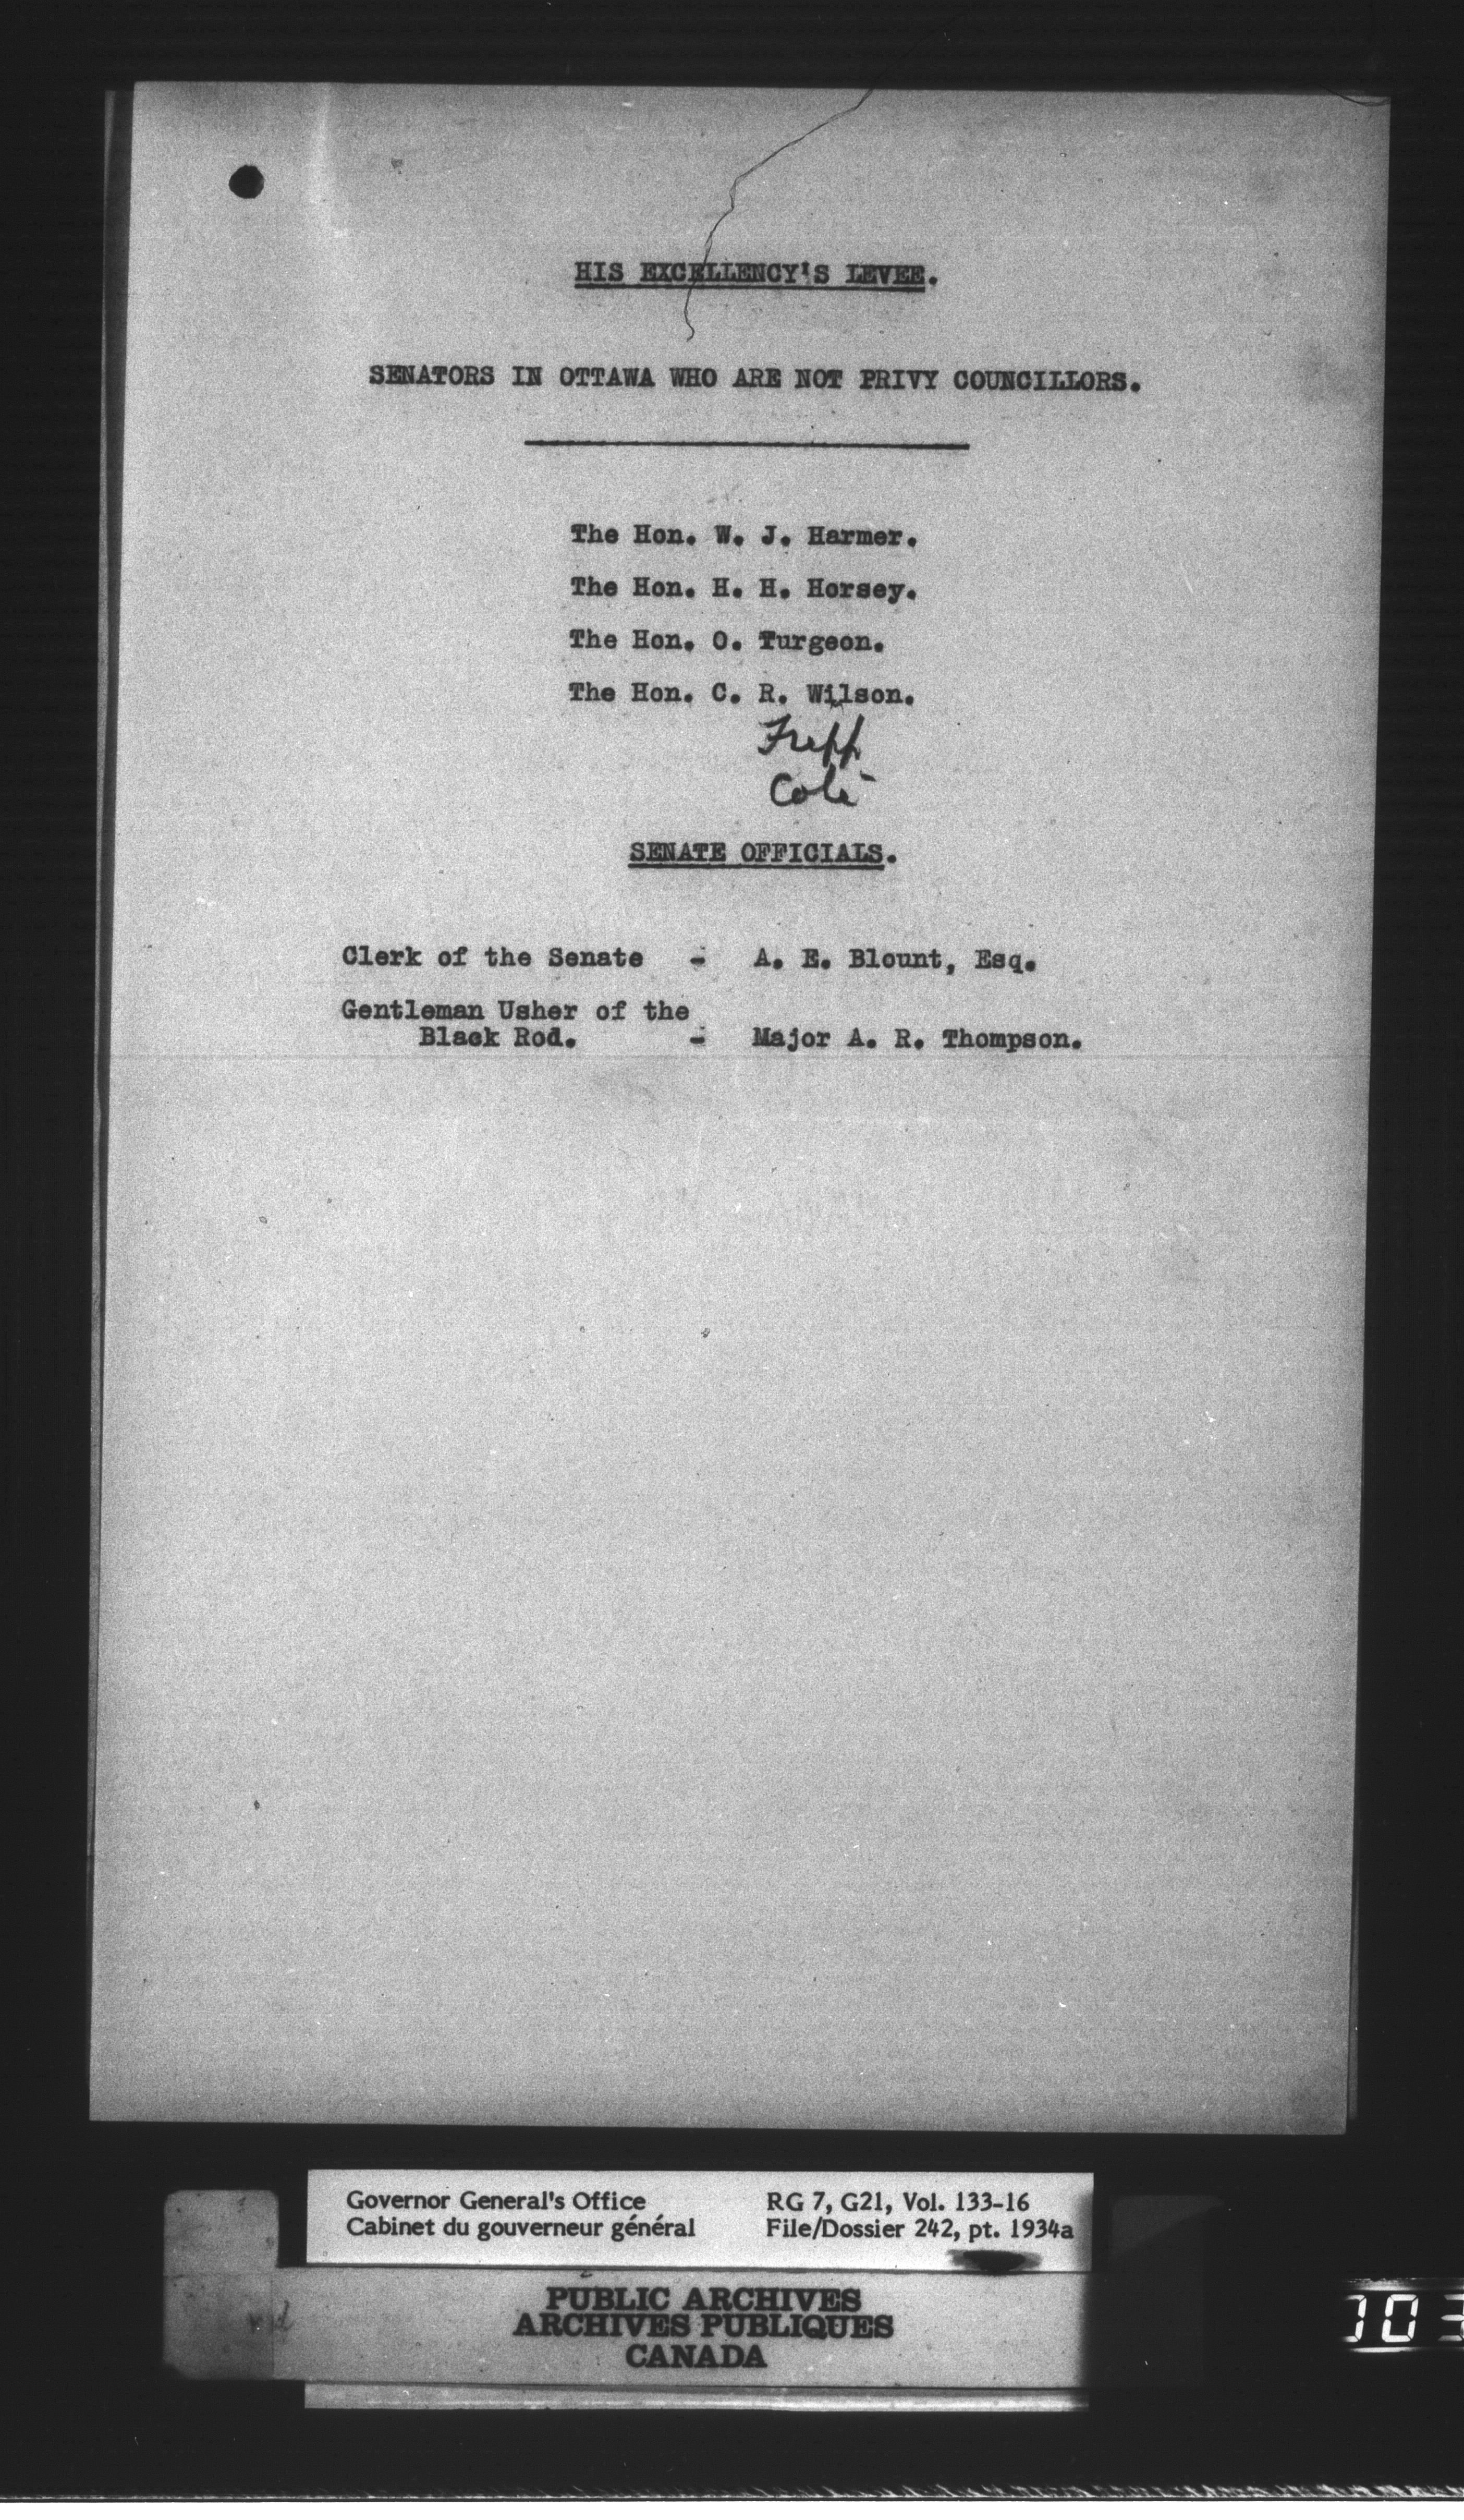 HIS EXCELLENCY'S LEVEE.
SENATORS IN OTTAWA WHO ARE NOT PRIVY COUNCILLORS.
The Hon. W. J. Harmer.
The Hon. H. H. Horsey.
The Hon. O. Turgeon.
The Hon. C. R. Wilson.
SENATE OFFICIALS.
Clerk of the Senate - A. E. Blount, Esq.
Gentleman Usher of the
Black Rod. - Major A. R. Thompson.
Governor General's Office RG 7, G21, Vol. 133-16
Cabinet du gouverneur général File/Dossier 242, pt. 1934a
PUBLIC ARCHIVES
ARCHIVES PUBLIQUES
CANADA